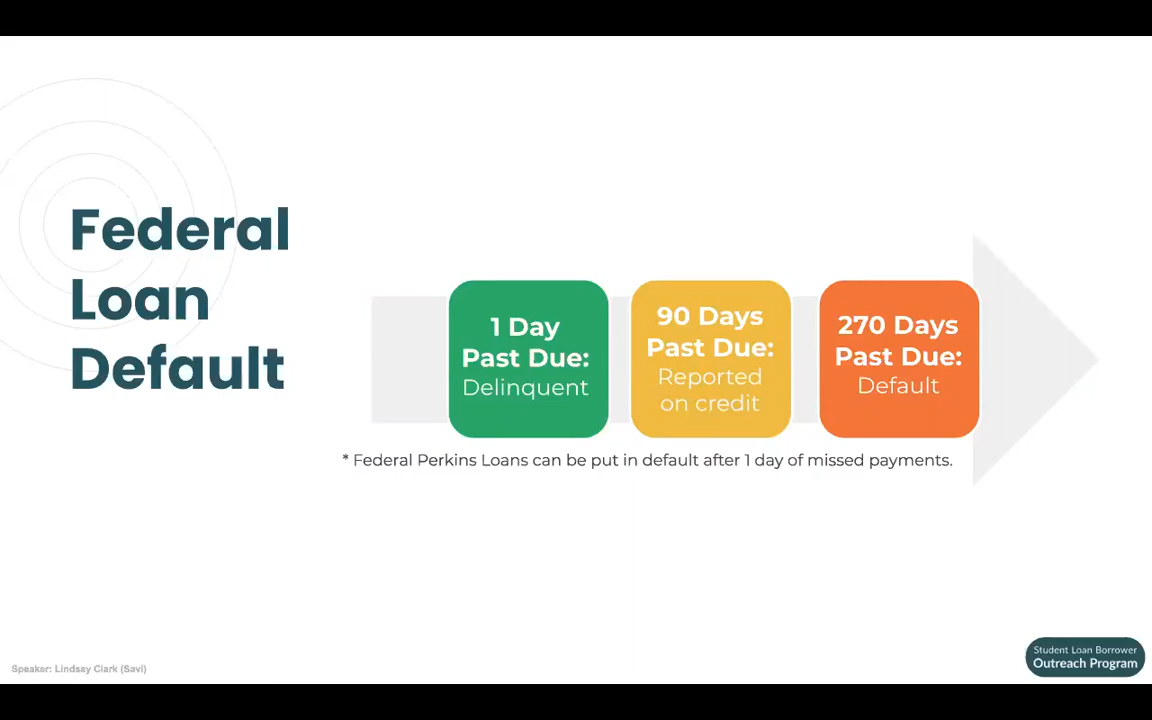 Federal
Loan
Default
1 Day
Past Due:
Delinquent
90 Days
Past Due:
Reported
on credit
270 Days
Past Due:
Default
* Federal Perkins Loans can be put in default after 1 day of missed payments.
Speaker: Lindsay Clark (Savi)
Student Loan Borrower
Outreach Program